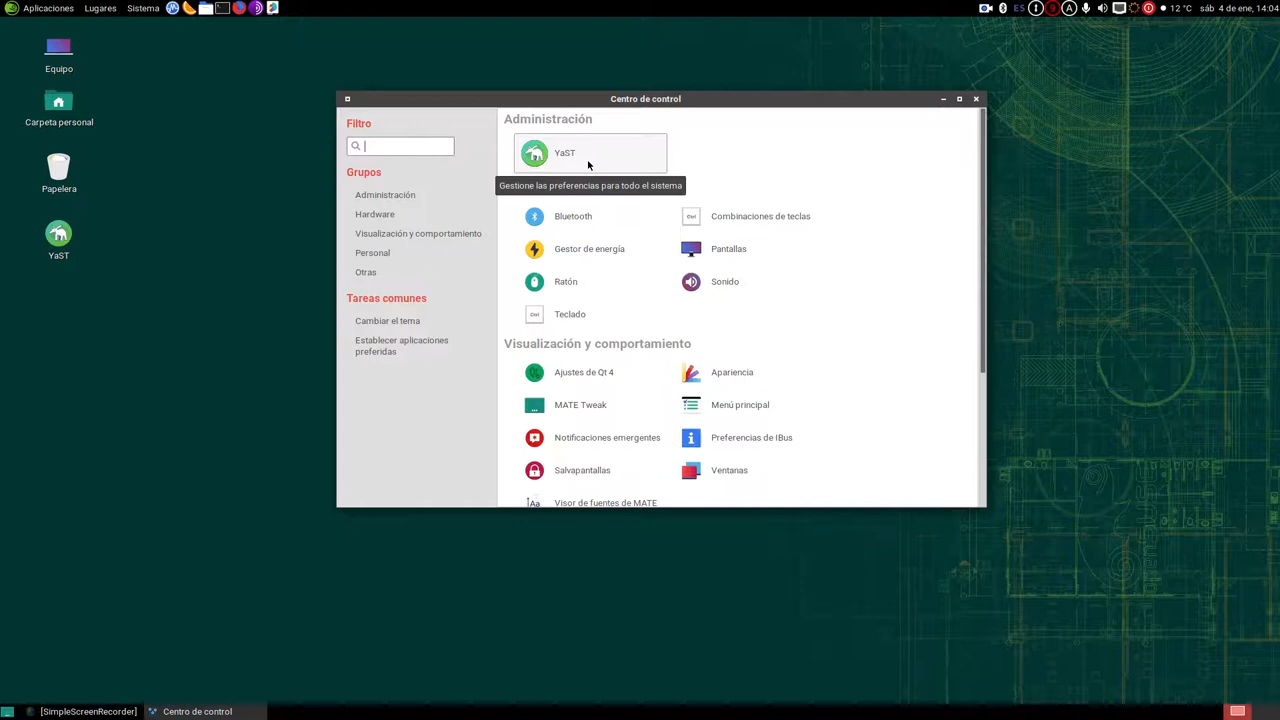 Aplicaciones Lugares Sistema
ES 12 °C sáb 4 de ene, 14:04
Equipo
Carpeta personal
Papelera
YaST
Centro de control
Filtro
Grupos
Administración
Hardware
Visualización y comportamiento
Personal
Otras
Tareas comunes
Cambiar el tema
Establecer aplicaciones
preferidas
Administración
YaST
Gestione las preferencias para todo el sistema
Bluetooth
Combinaciones de teclas
Gestor de energía
Pantallas
Ratón
Sonido
Teclado
Visualización y comportamiento
Ajustes de Qt 4
Apariencia
MATE Tweak
Menú principal
Notificaciones emergentes
Preferencias de IBus
Salvapantallas
Ventanas
Visor de fuentes de MATE
[SimpleScreenRecorder]
Centro de control